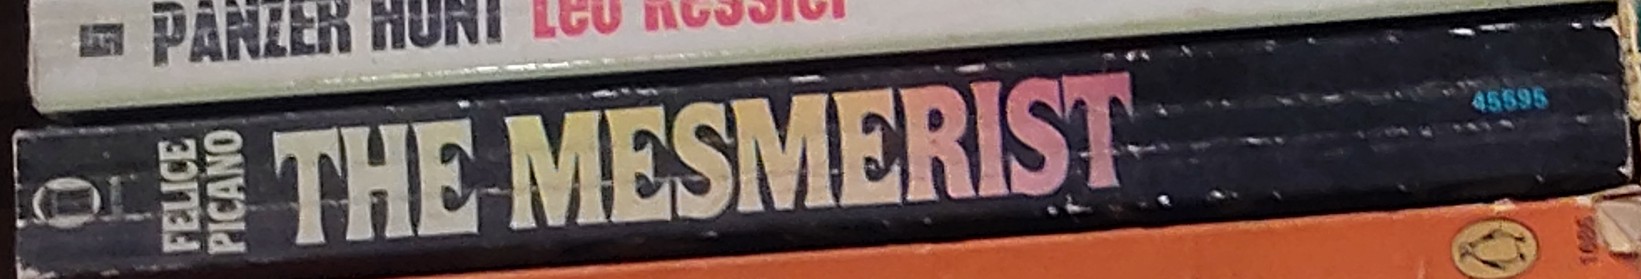 PANZER HUNT Leo Kessler
FELICE
PICANO
THE MESMERIST
45695